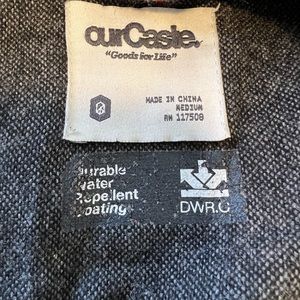 ourCaste.
"Goods for Life"
MADE IN CHINA
MEDIUM
RN 117508
Durable
Water
Repellent
Coating
DWR.C